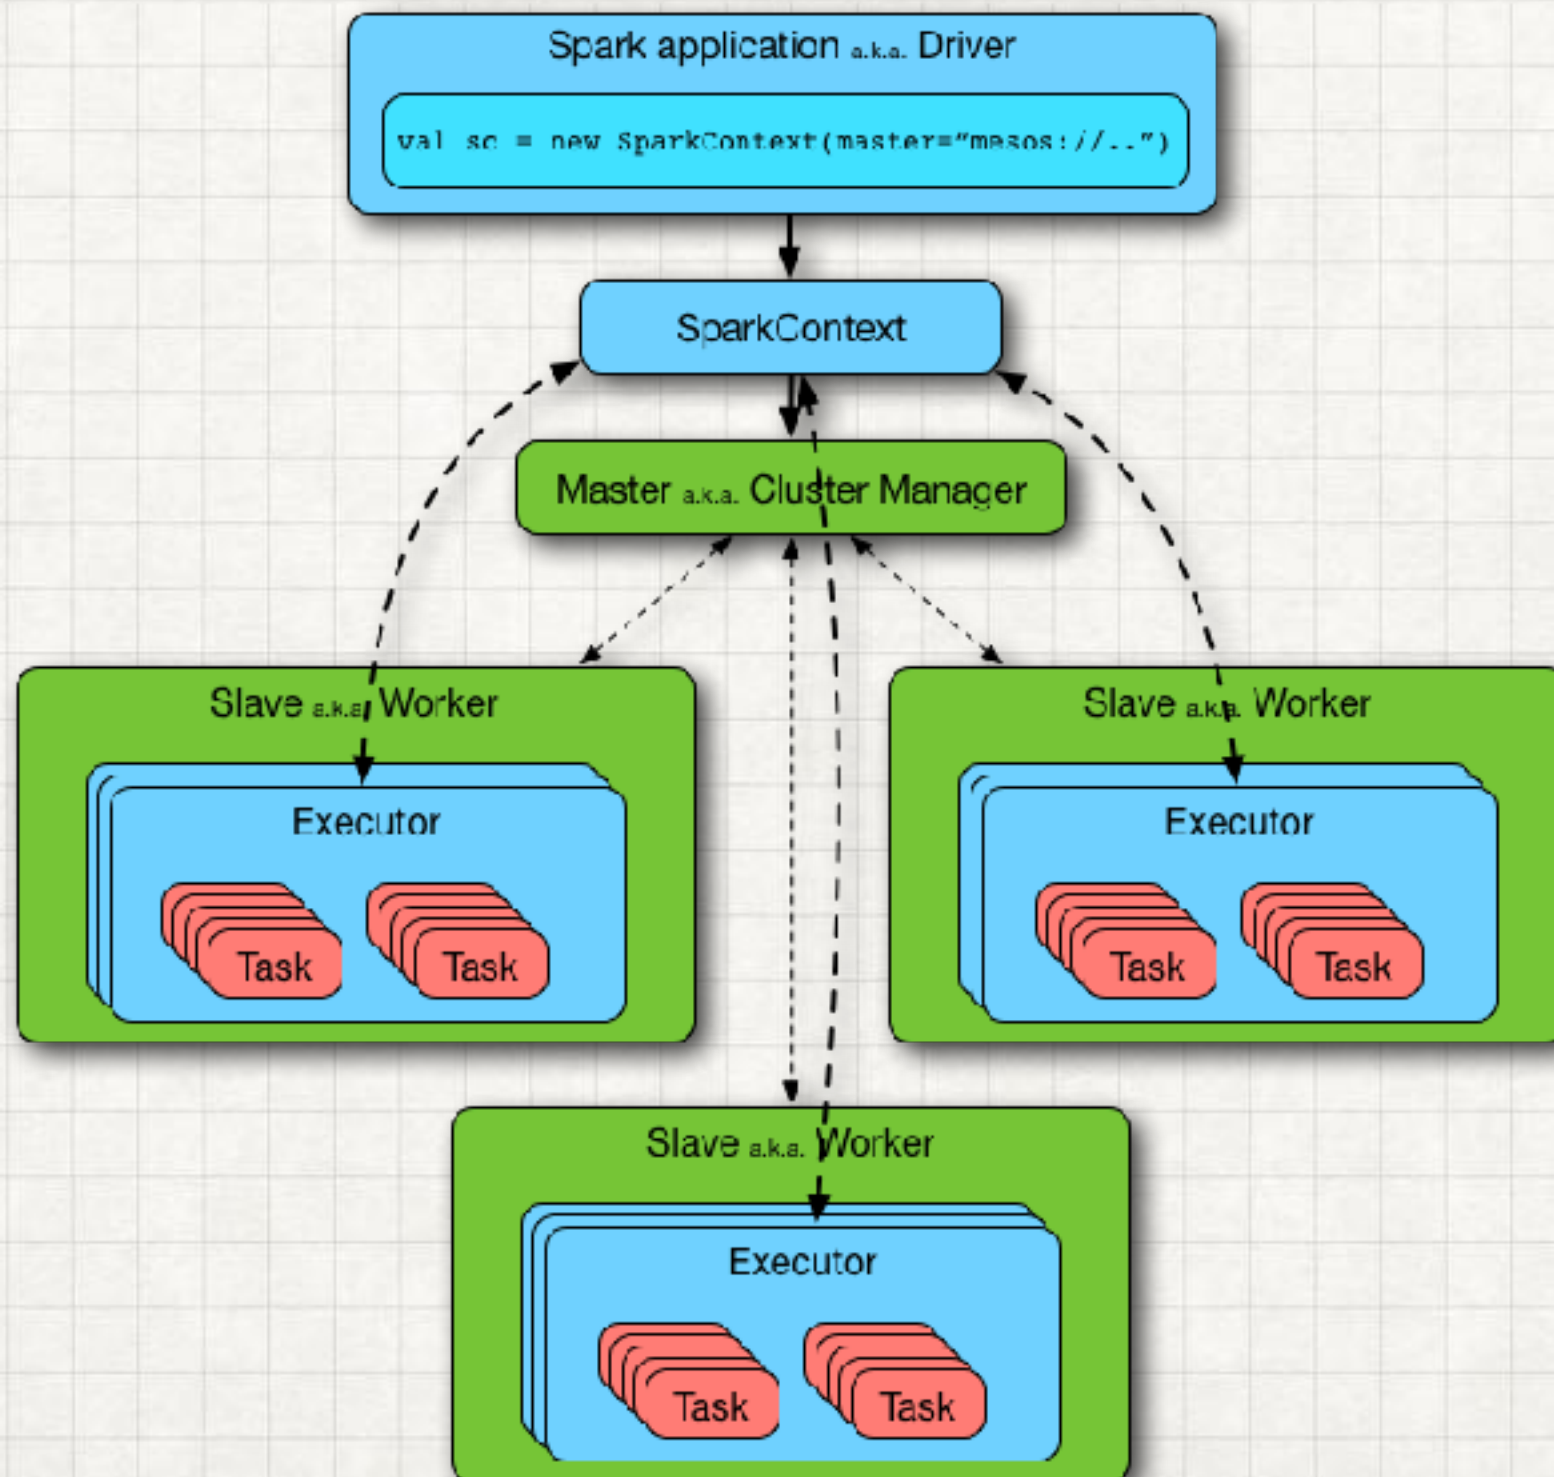 Spark application a.k.a. Driver
val sc = new SparkContext(master="mesos://..")
SparkContext
Master a.k.a. Cluster Manager
Slave a.k.a. Worker
Executor
Task Task
Slave a.k.a. Worker
Executor
Task Task
Slave a.k.a. Worker
Executor
Task Task